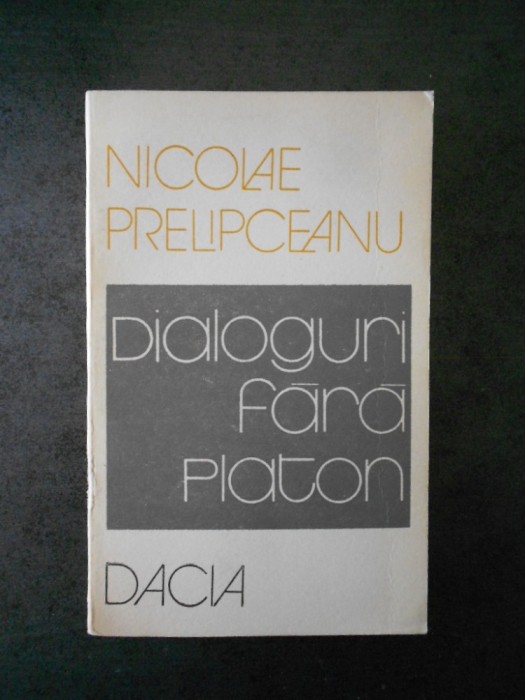 NICOLAE
PRELIPCEANU
Dialoguri
fără
Platon
DACIA